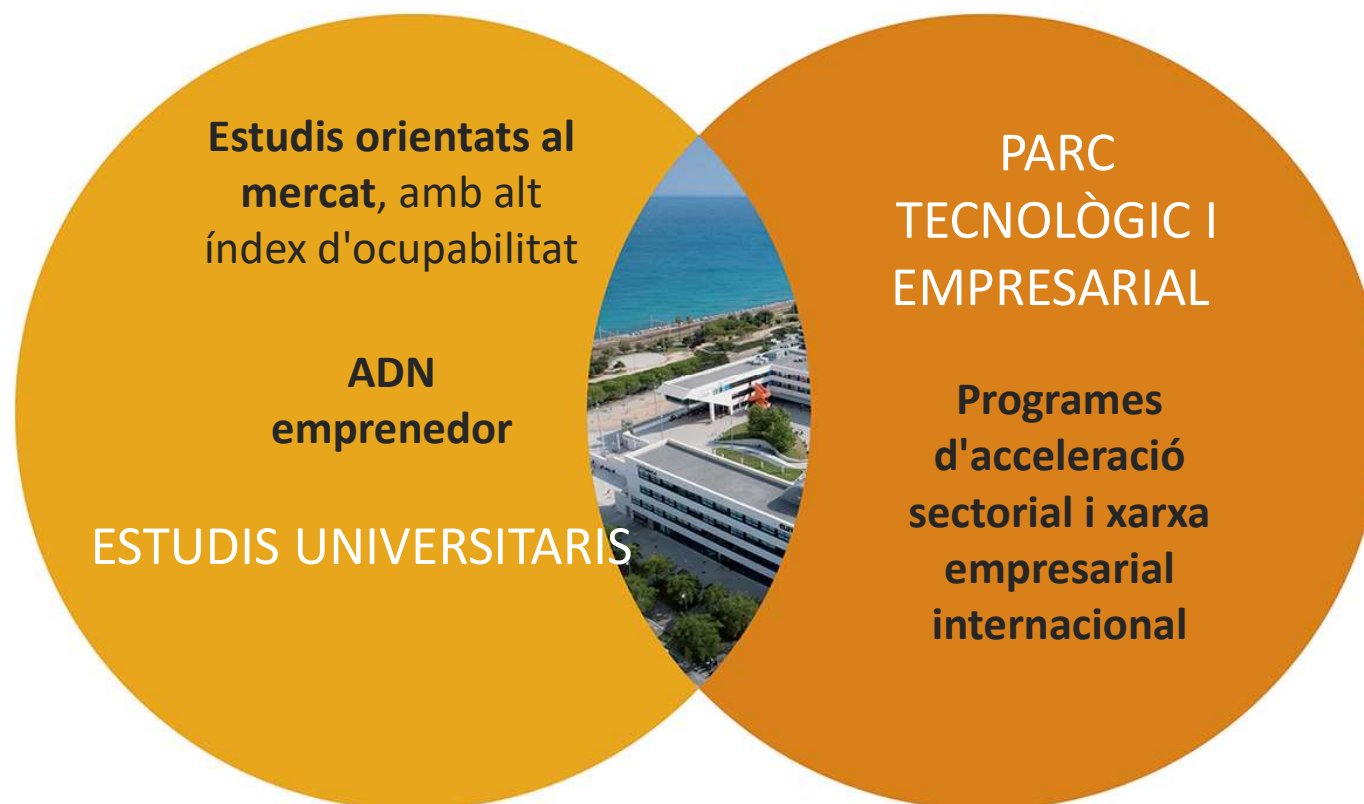 Estudis orientats al
mercat, amb alt
índex d'ocupabilitat
ADN
emprenedor
ESTUDIS UNIVERSITARIS
PARC
TECNOLÒGIC I
EMPRESARIAL
Programes
d'acceleració
sectorial i xarxa
empresarial
internacional